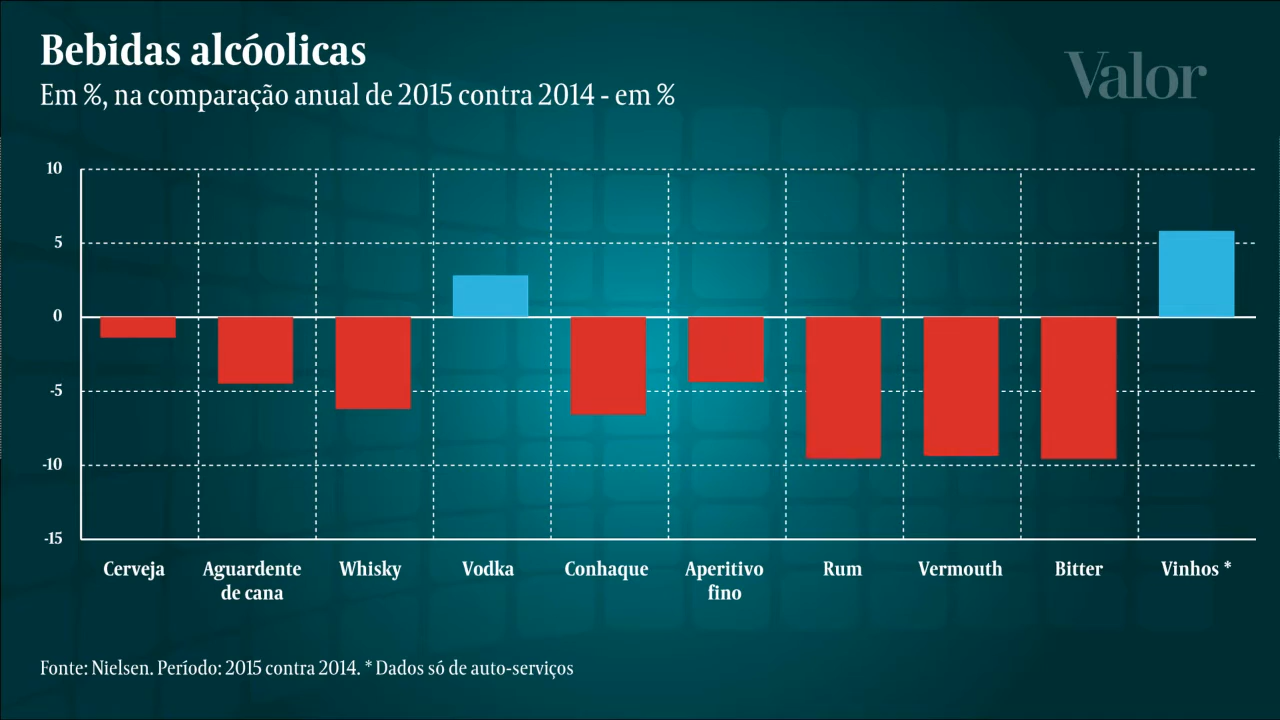 Bebidas alcóolicas
Em %, na comparação anual de 2015 contra 2014 - em %
Valor
10
5
0
-5
-10
-15
Cerveja
Aguardente
de cana
Whisky
Vodka
Conhaque
Aperitivo
fino
Rum
Vermouth
Bitter
Vinhos *
Fonte: Nielsen. Período: 2015 contra 2014. * Dados só de auto-serviços